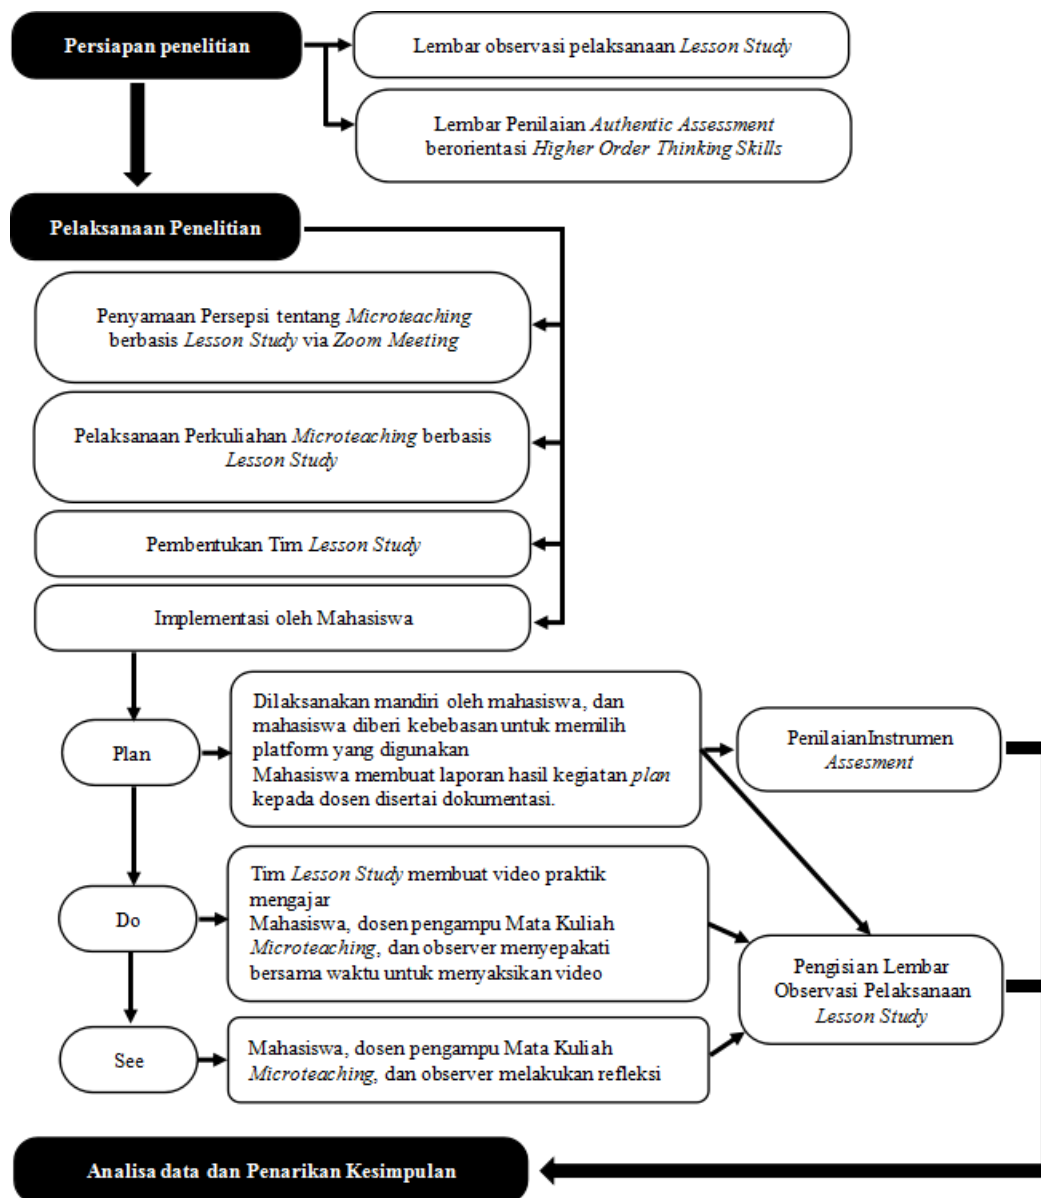 Persiapan penelitian
Lembar observasi pelaksanaan Lesson Study
Lembar Penilaian Authentic Assessment
berorientasi Higher Order Thinking Skills
Pelaksanaan Penelitian
Penyamaan Persepsi tentang Microteaching
berbasis Lesson Study via Zoom Meeting
Pelaksanaan Perkuliahan Microteaching berbasis
Lesson Study
Pembentukan Tim Lesson Study
Implementasi oleh Mahasiswa
Plan
Dilaksanakan mandiri oleh mahasiswa, dan
mahasiswa diberi kebebasan untuk memilih
platform yang digunakan
Mahasiswa membuat laporan hasil kegiatan plan
kepada dosen disertai dokumentasi.
PenilaianInstrumen
Assesment
Do
Tim Lesson Study membuat video praktik
mengajar
Mahasiswa, dosen pengampu Mata Kuliah
Microteaching, dan observer menyepakati
bersama waktu untuk menyaksikan video
Pengisian Lembar
Observasi Pelaksanaan
Lesson Study
See
Mahasiswa, dosen pengampu Mata Kuliah
Microteaching, dan observer melakukan refleksi
Analisa data dan Penarikan Kesimpulan